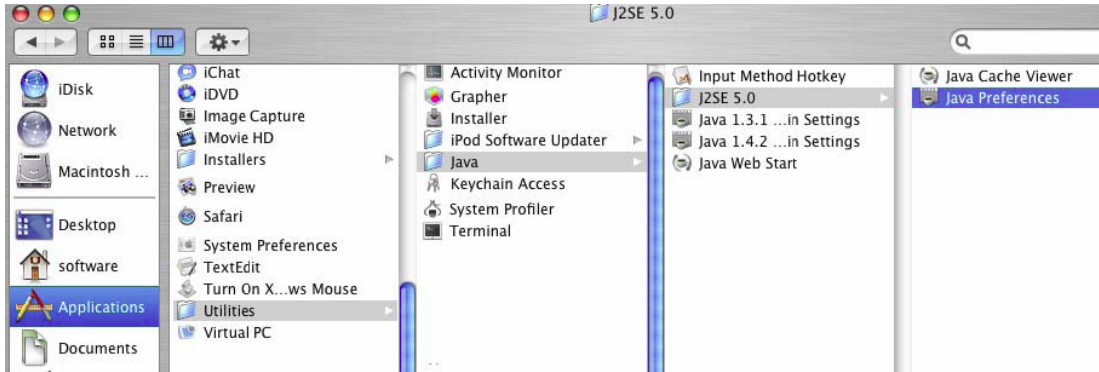 J2SE 5.0
iDisk
Network
Macintosh ...
Desktop
software
Applications
Documents
iChat
iDVD
Image Capture
iMovie HD
Installers
Preview
Safari
System Preferences
TextEdit
Turn On X...ws Mouse
Utilities
Virtual PC
Activity Monitor
Grapher
Installer
iPod Software Updater
Java
Keychain Access
System Profiler
Terminal
Input Method Hotkey
J2SE 5.0
Java 1.3.1 ...in Settings
Java 1.4.2 ...in Settings
Java Web Start
Java Cache Viewer
Java Preferences